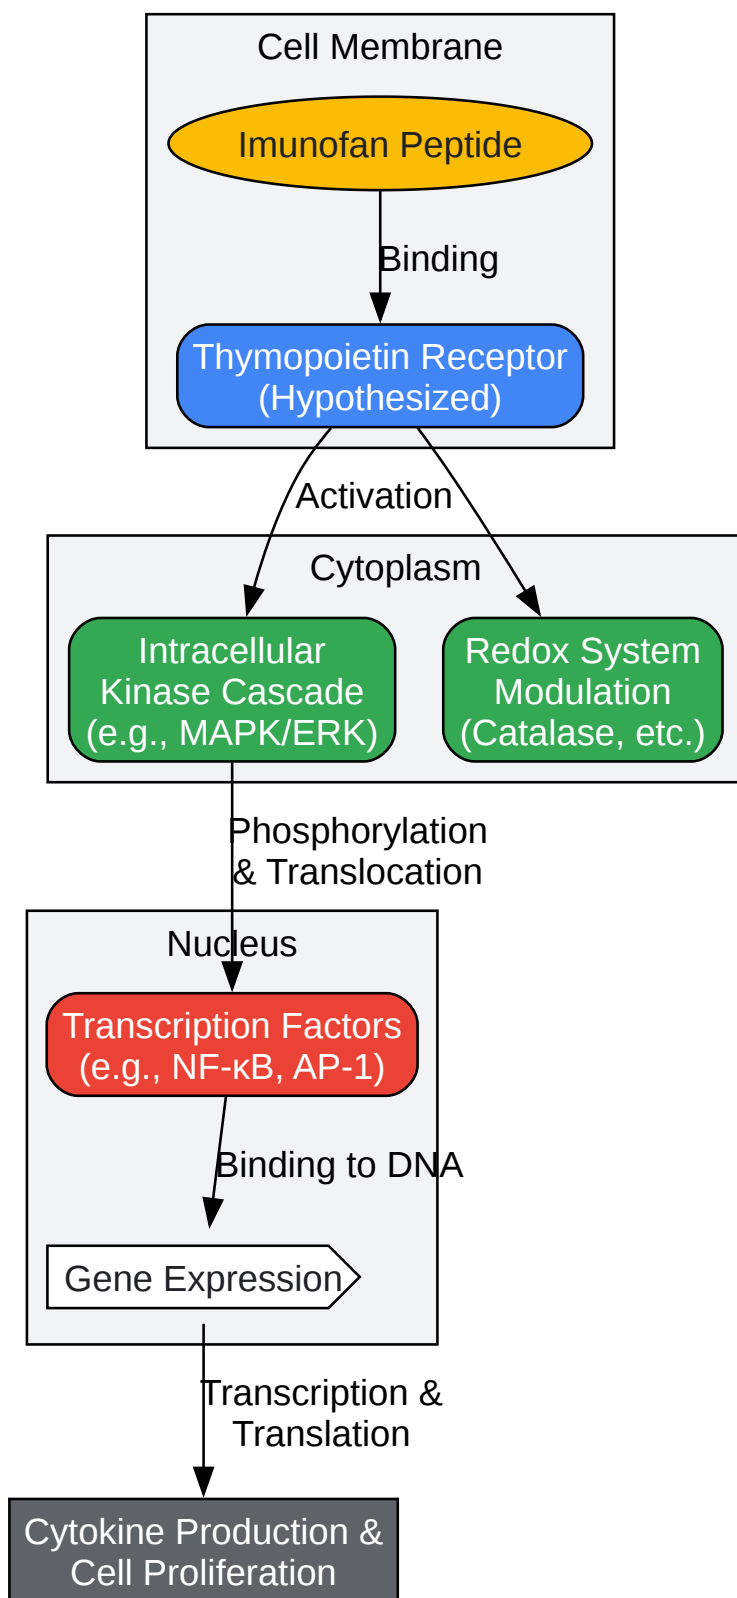 Cell Membrane
Imunofan Peptide
Binding
Thymopoietin Receptor
(Hypothesized)
Activation
Cytoplasm
Intracellular
Kinase Cascade
(e.g., MAPK/ERK)
Redox System
Modulation
(Catalase, etc.)
Phosphorylation
& Translocation
Nucleus
Transcription Factors
(e.g., NF-κB, AP-1)
Binding to DNA
Gene Expression
Transcription &
Translation
Cytokine Production &
Cell Proliferation